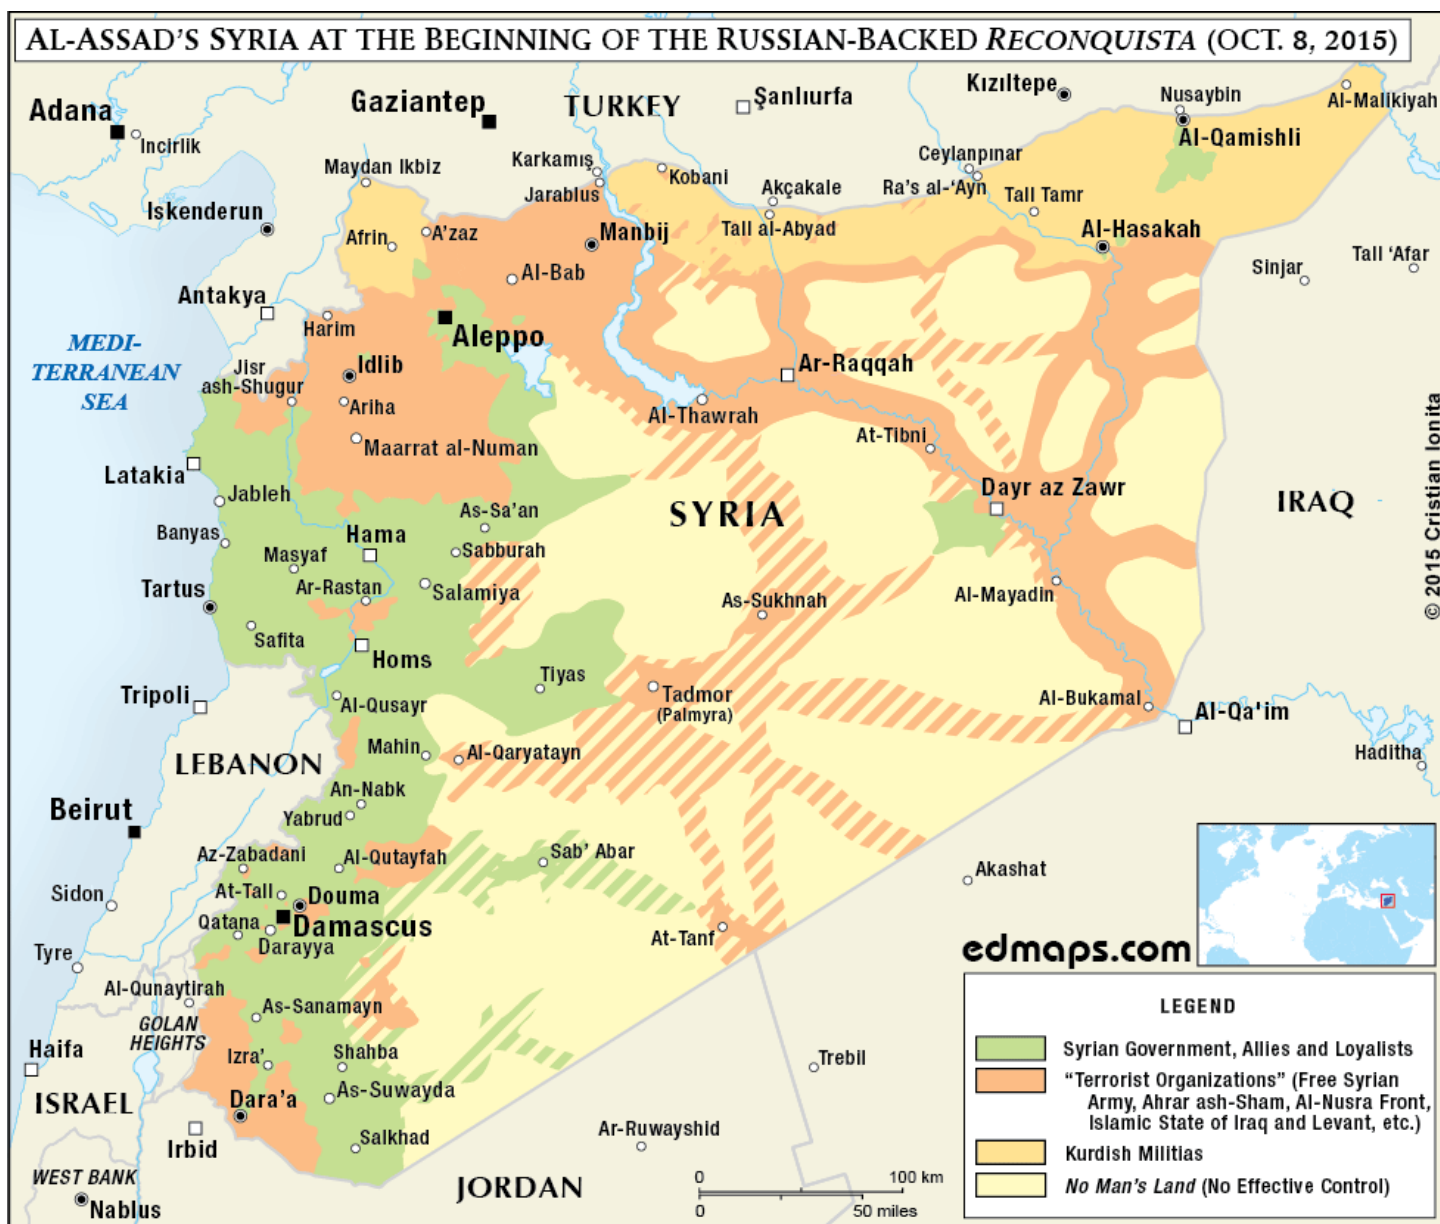 AL-ASSAD'S SYRIA AT THE BEGINNING OF THE RUSSIAN-BACKED RECONQUISTA (OCT. 8, 2015)
Adana
Incirlik
Gaziantep
TURKEY
Şanlıurfa
Kızıltepe
Nusaybin
Al-Malikiyah
Al-Qamishli
Maydan Ikbiz
Karkamış
Jarablus
Kobani
Akçakale
Ceylanpınar
Ra's al-'Ayn
Tall Tamr
Iskenderun
Afrin
A'zaz
Manbij
Tall al-Abyad
Al-Hasakah
Sinjar
Tall 'Afar
Al-Bab
Antakya
Harim
Aleppo
MEDI-
TERRANEAN
SEA
Jisr
ash-Shugur
Idlib
Ariha
Ar-Raqqah
Al-Thawrah
At-Tibni
Maarrat al-Numan
Latakia
Jableh
Dayr az Zawr
SYRIA
IRAQ
© 2015 Cristian Ionita
As-Sa'an
Banyas
Hama
Sabburah
Masyaf
Ar-Rastan
Salamiya
Tartus
As-Sukhnah
Al-Mayadin
Safita
Homs
Tiyas
Tadmor
(Palmyra)
Tripoli
Al-Qusayr
Al-Bukamal
Al-Qa'im
Haditha
LEBANON
Mahin
Al-Qaryatayn
An-Nabk
Yabrud
Beirut
Az-Zabadani
Al-Qutayfah
Sab' Abar
Akashat
Sidon
At-Tall
Douma
Qatana
Damascus
Darayya
At-Tanf
Tyre
Al-Qunaytirah
GOLAN
HEIGHTS
As-Sanamayn
Haifa
Izra'
Shahba
As-Suwayda
ISRAEL
Dara'a
Irbid
Salkhad
Trebil
Ar-Ruwayshid
WEST BANK
Nablus
JORDAN
0 100 km
0 50 miles
edmaps.com
LEGEND
Syrian Government, Allies and Loyalists
"Terrorist Organizations" (Free Syrian
Army, Ahrar ash-Sham, Al-Nusra Front,
Islamic State of Iraq and Levant, etc.)
Kurdish Militias
No Man's Land (No Effective Control)